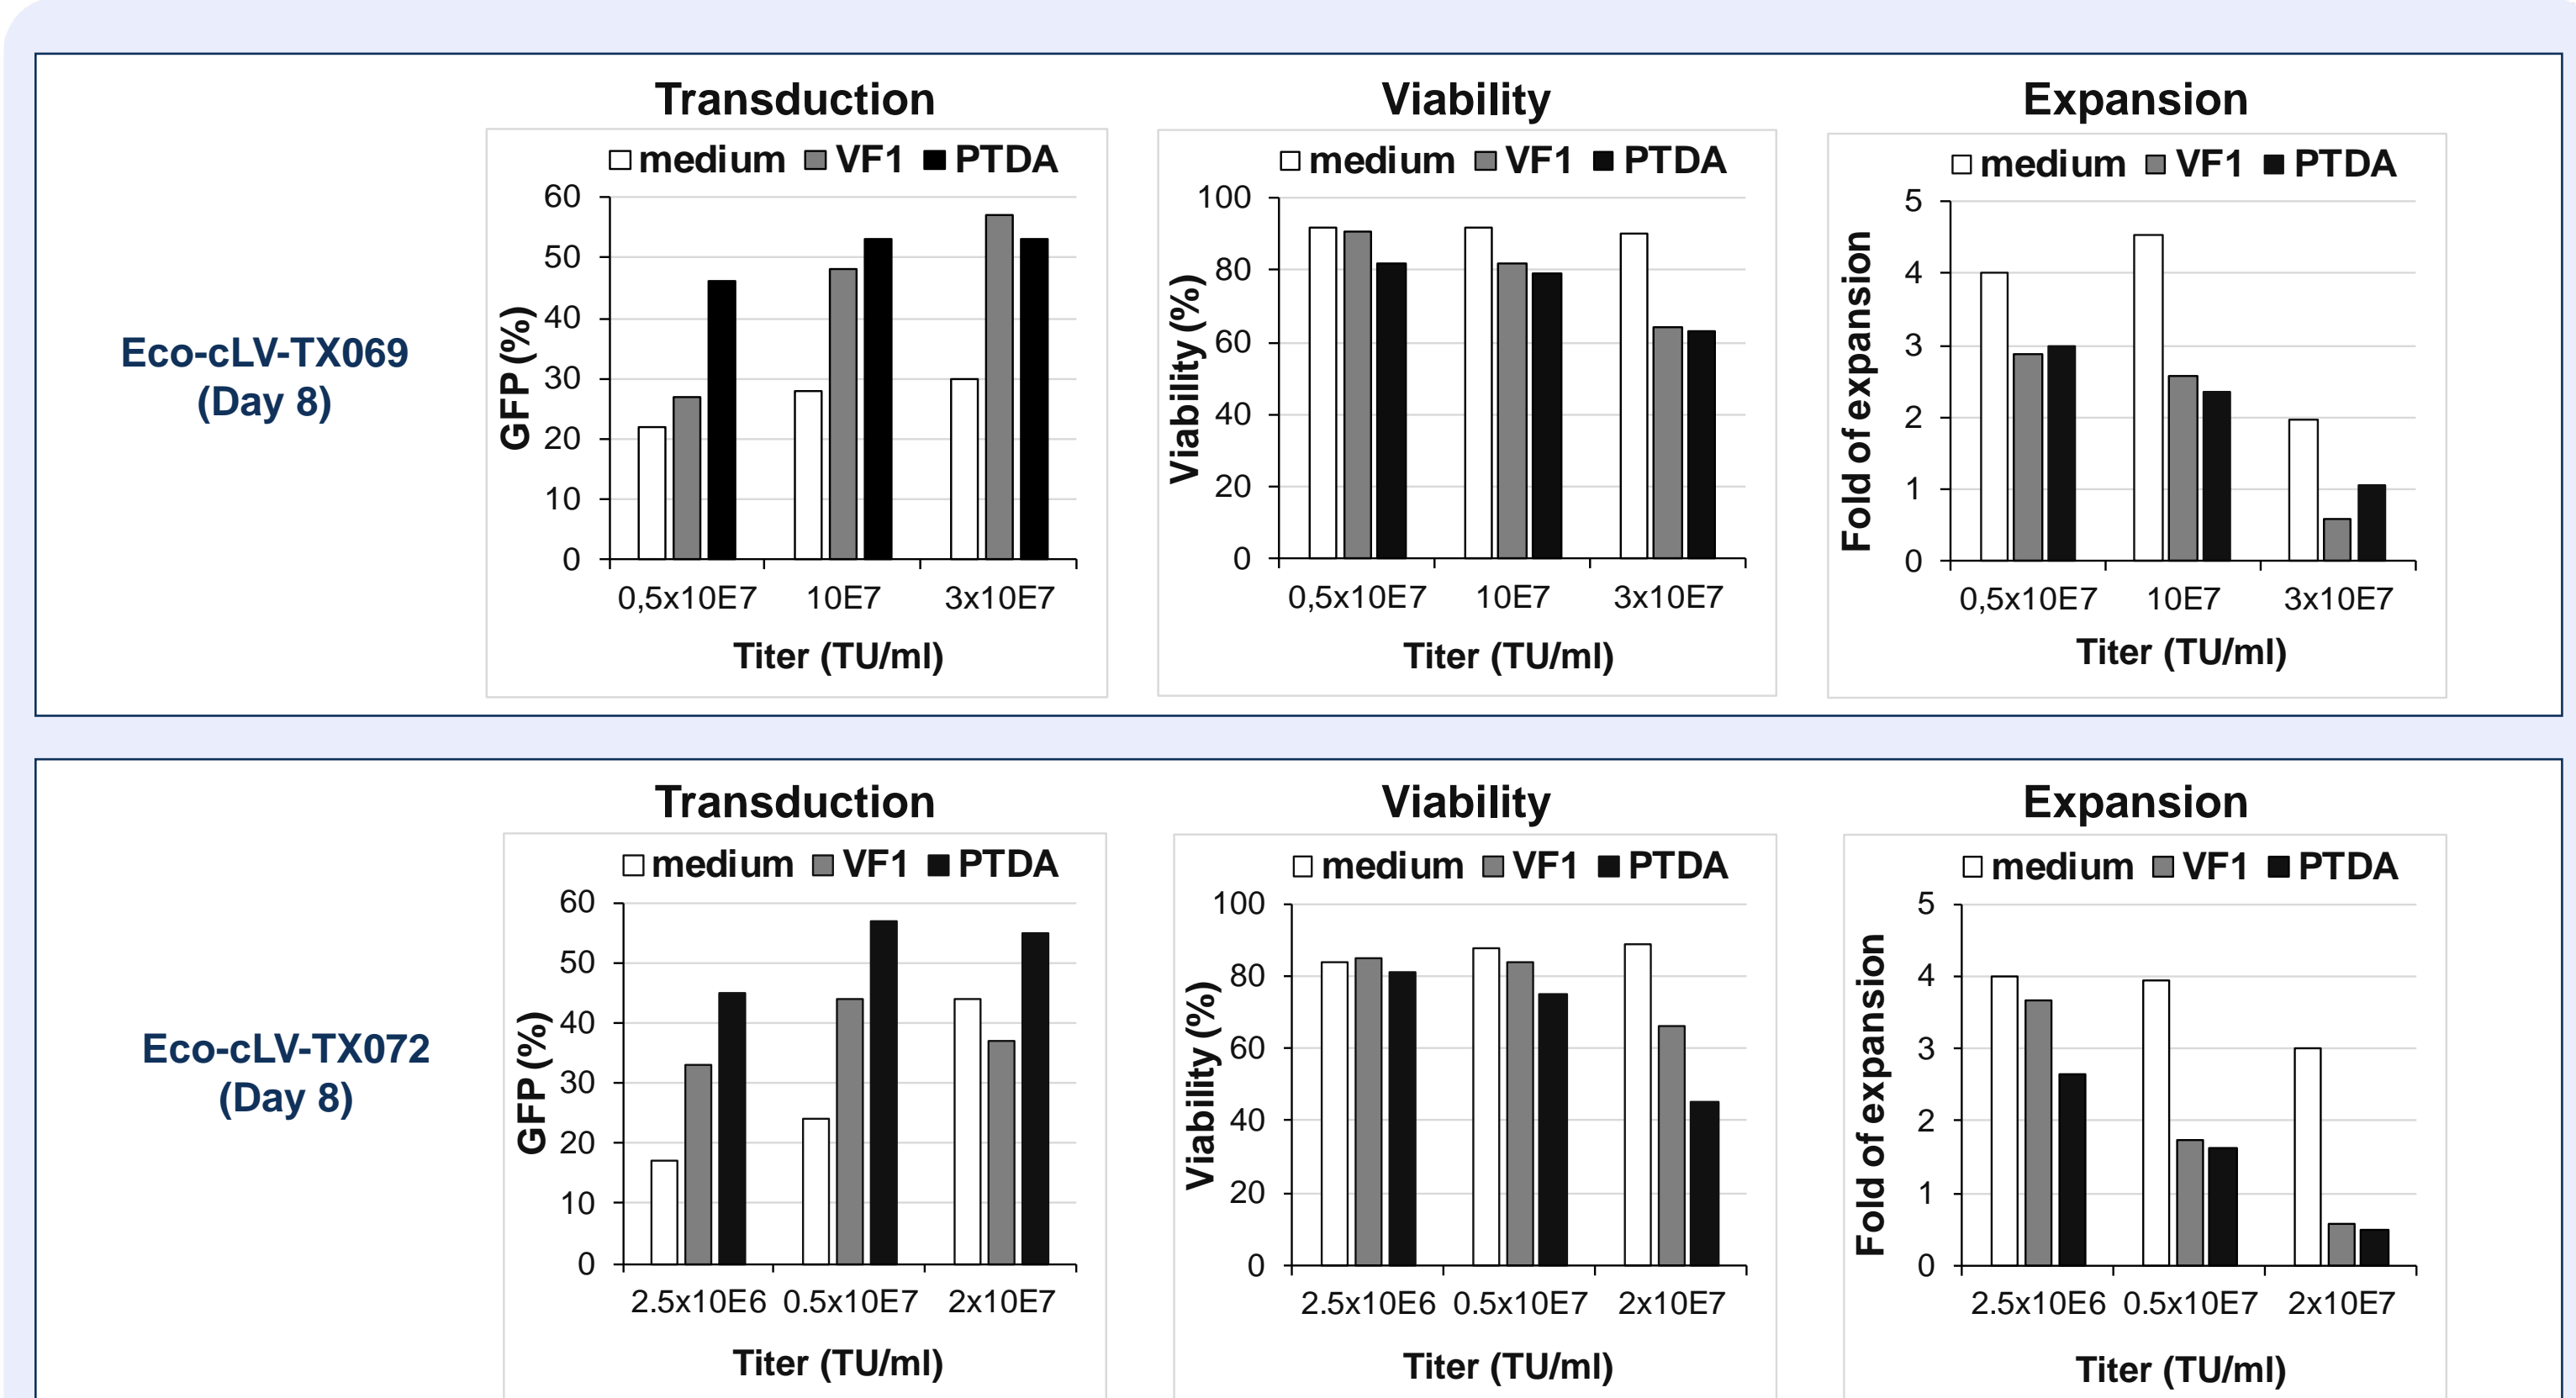 Eco-cLV-TX069
(Day 8)
Transduction
medium VF1 PTDA
GFP (%)
60
50
40
30
20
10
0
0,5x10E7 10E7 3x10E7
Titer (TU/ml)
Viability
medium VF1 PTDA
Viability (%)
100
80
60
40
20
0
0,5x10E7 10E7 3x10E7
Titer (TU/ml)
Expansion
medium VF1 PTDA
Fold of expansion
5
4
3
2
1
0
0,5x10E7 10E7 3x10E7
Titer (TU/ml)
Eco-cLV-TX072
(Day 8)
Transduction
medium VF1 PTDA
GFP (%)
60
50
40
30
20
10
0
2.5x10E6 0.5x10E7 2x10E7
Titer (TU/ml)
Viability
medium VF1 PTDA
Viability (%)
100
80
60
40
20
0
2.5x10E6 0.5x10E7 2x10E7
Titer (TU/ml)
Expansion
medium VF1 PTDA
Fold of expansion
5
4
3
2
1
0
2.5x10E6 0.5x10E7 2x10E7
Titer (TU/ml)